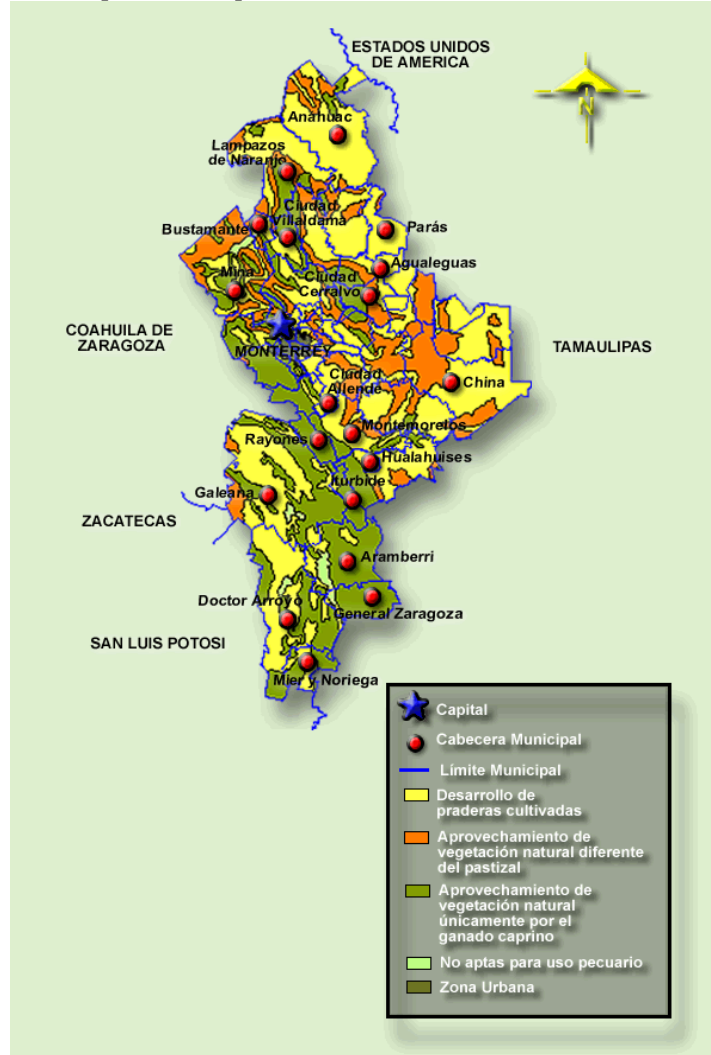 ESTADOS UNIDOS
DE AMERICA
N
Anáhuac
Lampazos
de Naranjo
Ciudad
Villaldama
Bustamante
Parás
Agualeguas
Mina
Ciudad
Cerralvo
COAHUILA DE
ZARAGOZA
MONTERREY
TAMAULIPAS
Ciudad
Allende
China
Montemorelos
Rayones
Hualahuises
Iturbide
Galeana
ZACATECAS
Aramberri
Doctor Arroyo
General Zaragoza
SAN LUIS POTOSI
Mier y Noriega
Capital
Cabecera Municipal
Límite Municipal
Desarrollo de
praderas cultivadas
Aprovechamiento de
vegetación natural diferente
del pastizal
Aprovechamiento de
vegetación natural
únicamente por el
ganado caprino
No aptas para uso pecuario
Zona Urbana